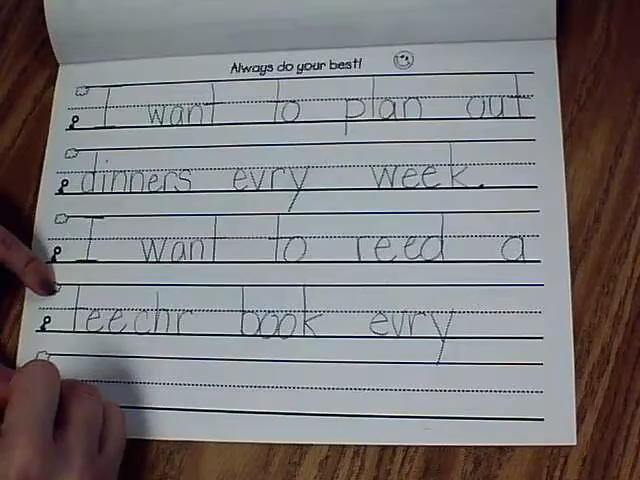 Always do your best!
I want to plan out
dinners evry week.
I want to reed a
teechr book evry